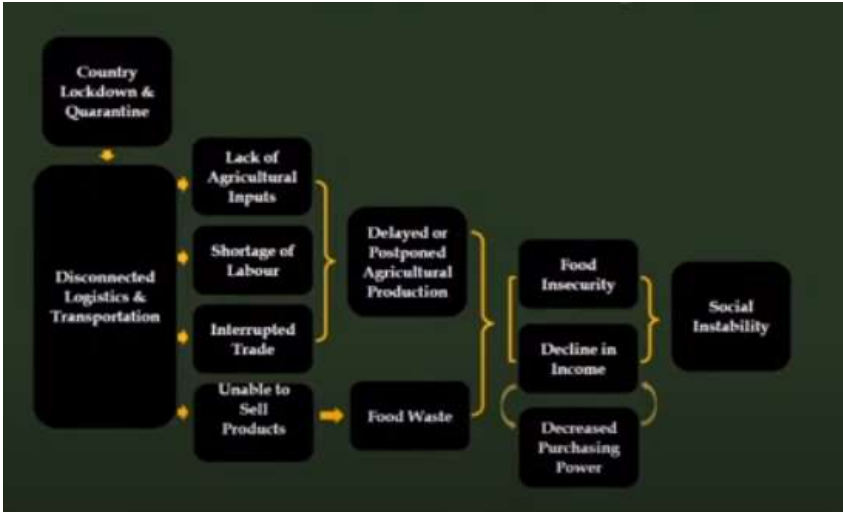 Country
Lockdown &
Quarantine
Disconnected
Logistics &
Transportation
Lack of
Agricultural
Inputs
Shortage of
Labour
Interrupted
Trade
Unable to
Sell
Products
Delayed or
Postponed
Agricultural
Production
Food Waste
Food
Insecurity
Decline in
Income
Decreased
Purchasing
Power
Social
Instability